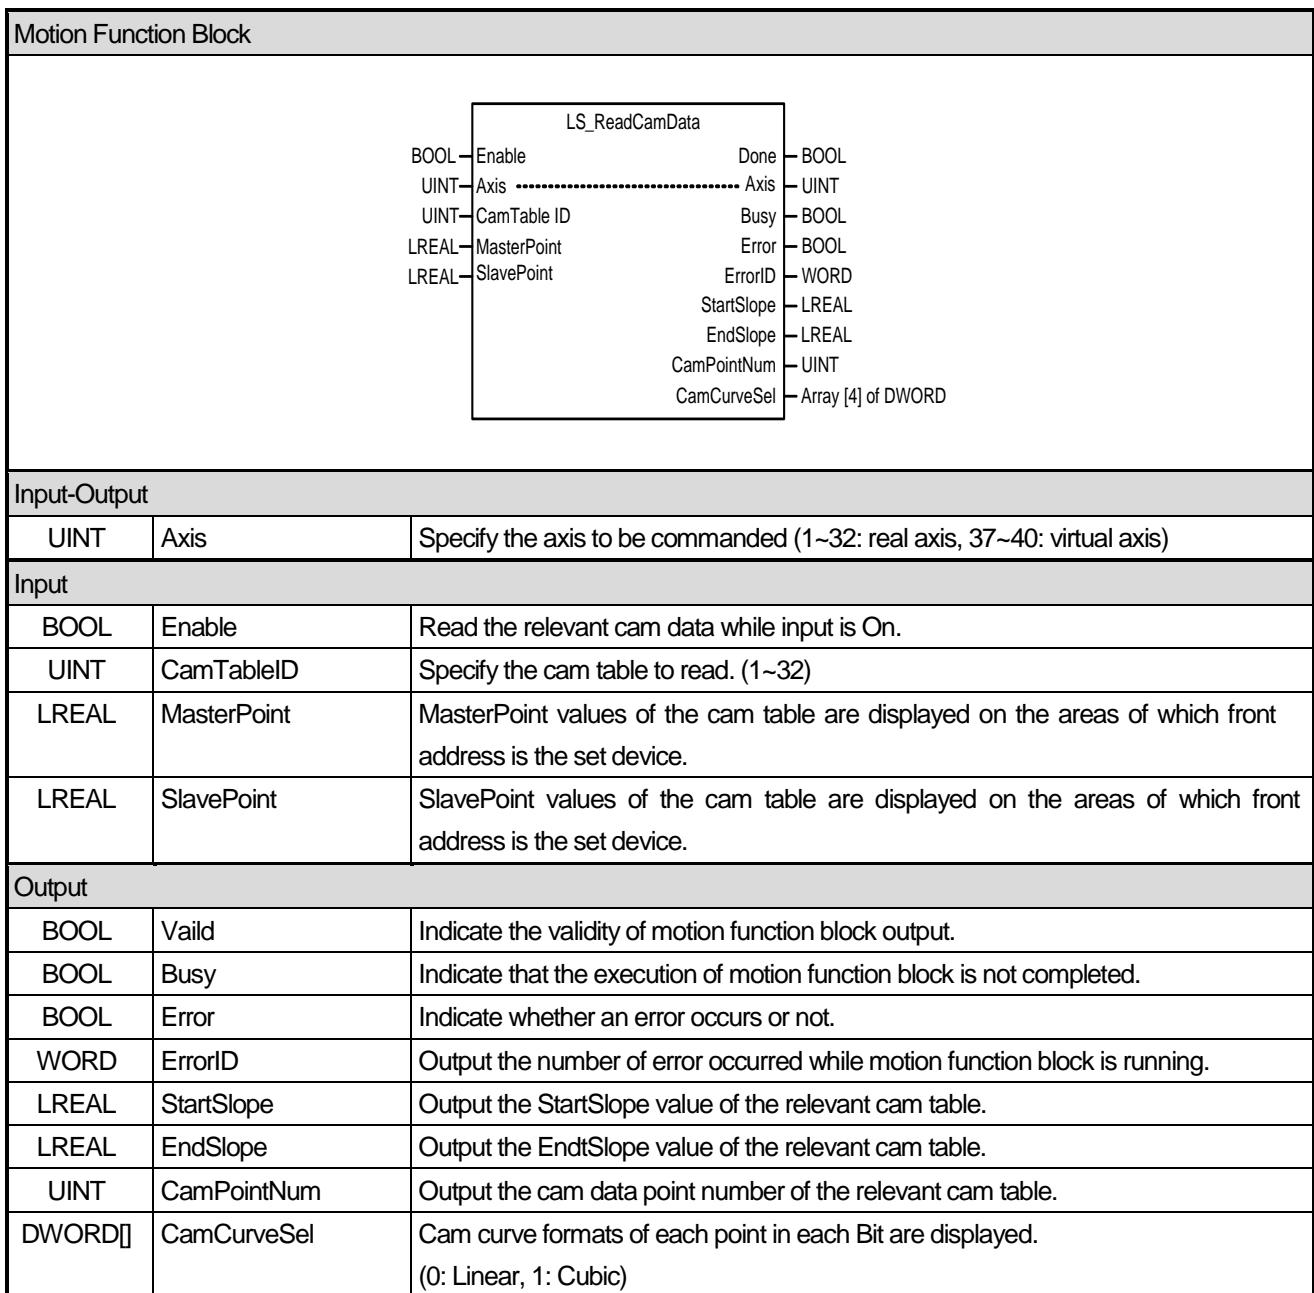 Motion Function Block
LS_ReadCamData
BOOL Enable Done BOOL
UINT Axis Axis UINT
UINT CamTable ID Busy BOOL
LREAL MasterPoint Error BOOL
LREAL SlavePoint ErrorID WORD
StartSlope LREAL
EndSlope LREAL
CamPointNum UINT
CamCurveSel Array [4] of DWORD
Input-Output
UINT Axis Specify the axis to be commanded (1~32: real axis, 37~40: virtual axis)
Input
BOOL Enable Read the relevant cam data while input is On.
UINT CamTableID Specify the cam table to read. (1~32)
LREAL MasterPoint MasterPoint values of the cam table are displayed on the areas of which front
address is the set device.
LREAL SlavePoint SlavePoint values of the cam table are displayed on the areas of which front
address is the set device.
Output
BOOL Vaild Indicate the validity of motion function block output.
BOOL Busy Indicate that the execution of motion function block is not completed.
BOOL Error Indicate whether an error occurs or not.
WORD ErrorID Output the number of error occurred while motion function block is running.
LREAL StartSlope Output the StartSlope value of the relevant cam table.
LREAL EndSlope Output the EndtSlope value of the relevant cam table.
UINT CamPointNum Output the cam data point number of the relevant cam table.
DWORD[] CamCurveSel Cam curve formats of each point in each Bit are displayed.
(0: Linear, 1: Cubic)